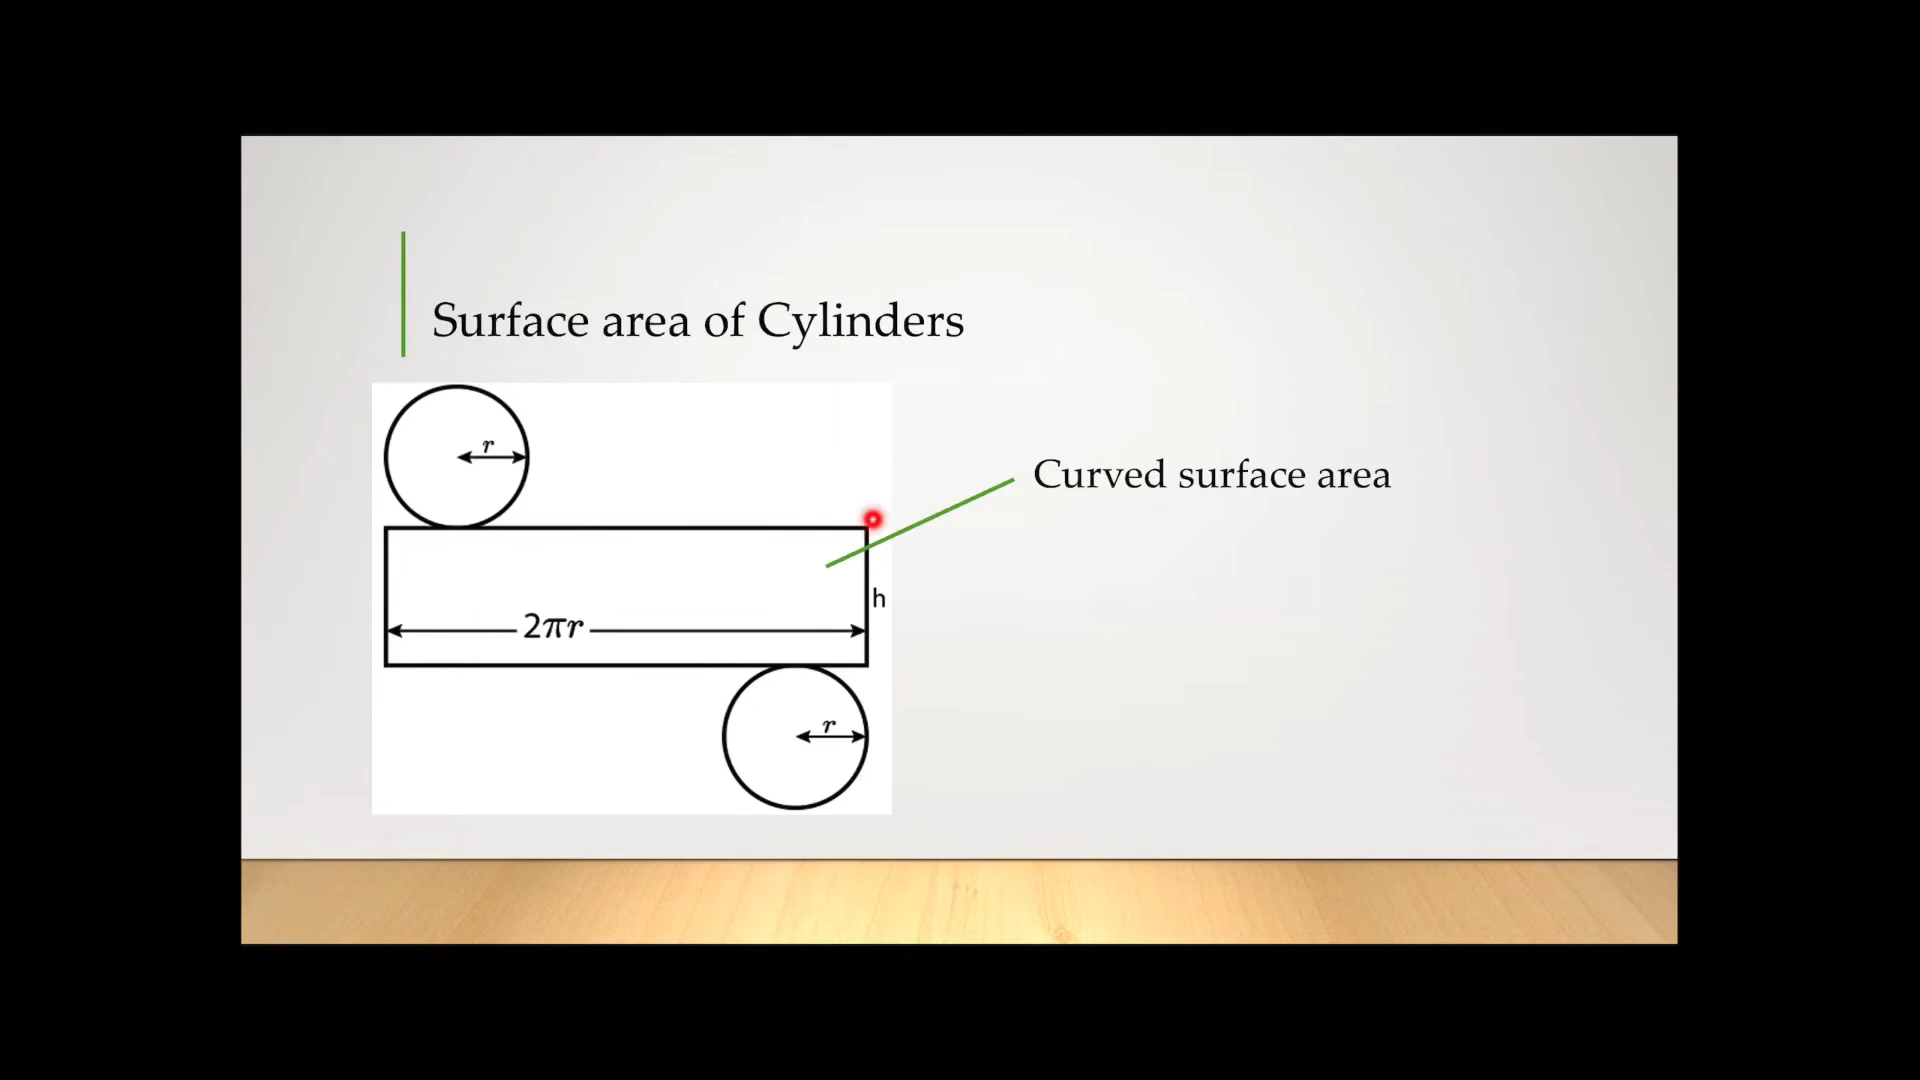 Surface area of Cylinders
r
Curved surface area
h
2πr
r